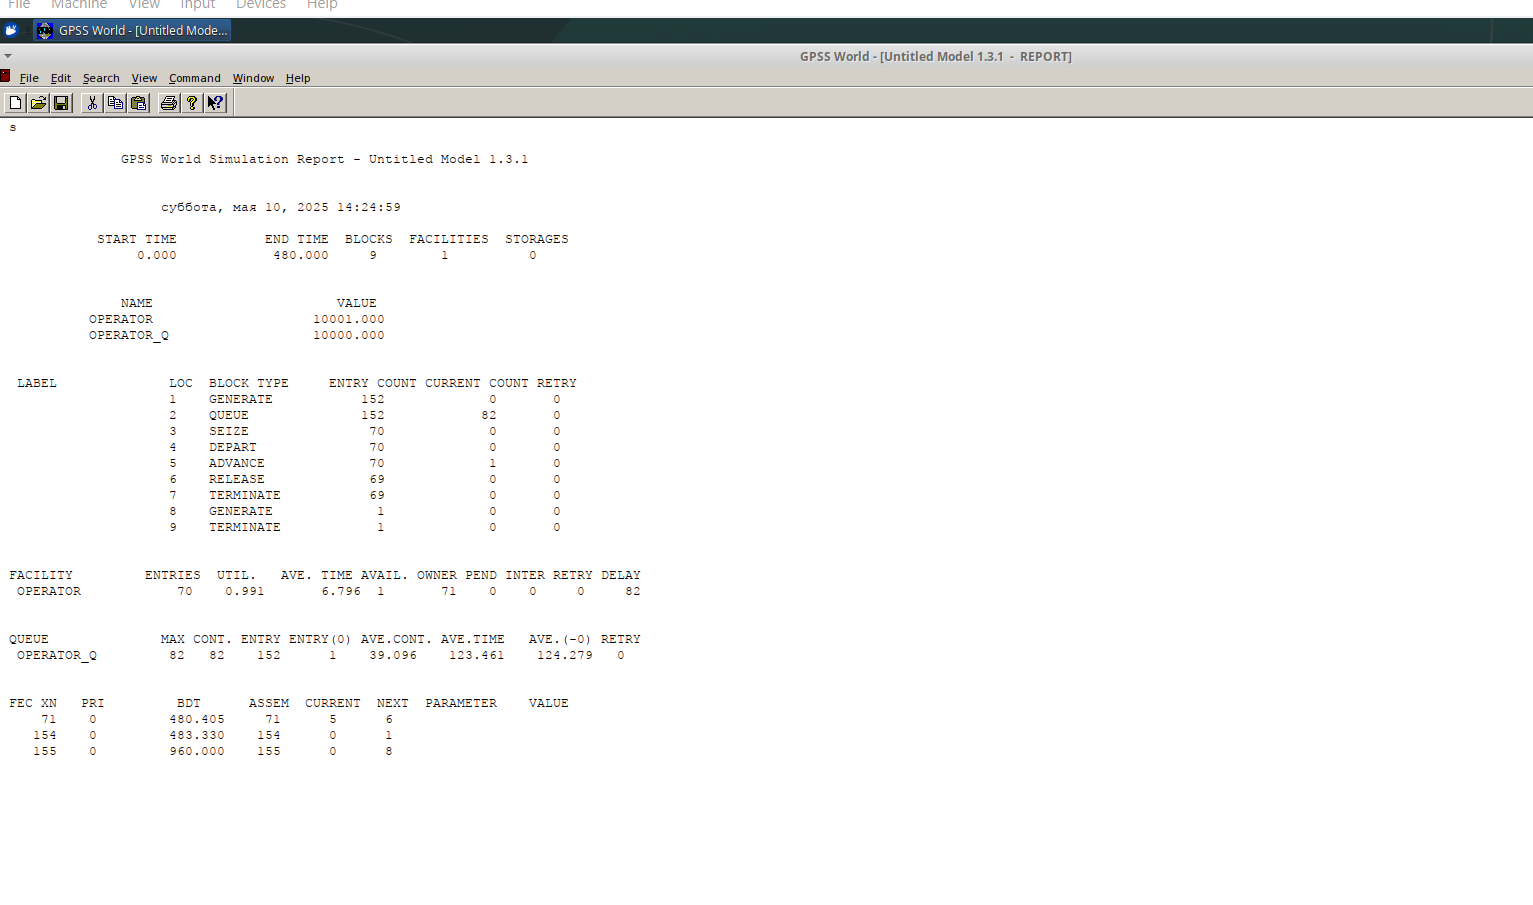 File Machine View Input Devices Help
GPSS World - [Untitled Mode...
GPSS World - [Untitled Model 1.3.1 - REPORT]
File Edit Search View Command Window Help
s
GPSS World Simulation Report - Untitled Model 1.3.1
суббота, мая 10, 2025 14:24:59
START TIME END TIME BLOCKS FACILITIES STORAGES
0.000 480.000 9 1 0
NAME VALUE
OPERATOR 10001.000
OPERATOR_Q 10000.000
LABEL LOC BLOCK TYPE ENTRY COUNT CURRENT COUNT RETRY
1 GENERATE 152 0 0
2 QUEUE 152 82 0
3 SEIZE 70 0 0
4 DEPART 70 0 0
5 ADVANCE 70 1 0
6 RELEASE 69 0 0
7 TERMINATE 69 0 0
8 GENERATE 1 0 0
9 TERMINATE 1 0 0
FACILITY ENTRIES UTIL. AVE. TIME AVAIL. OWNER PEND INTER RETRY DELAY
OPERATOR 70 0.991 6.796 1 71 0 0 0 82
QUEUE MAX CONT. ENTRY ENTRY(0) AVE.CONT. AVE.TIME AVE.(-0) RETRY
OPERATOR_Q 82 82 152 1 39.096 123.461 124.279 0
FEC XN PRI BDT ASSEM CURRENT NEXT PARAMETER VALUE
71 0 480.405 71 5 6
154 0 483.330 154 0 1
155 0 960.000 155 0 8